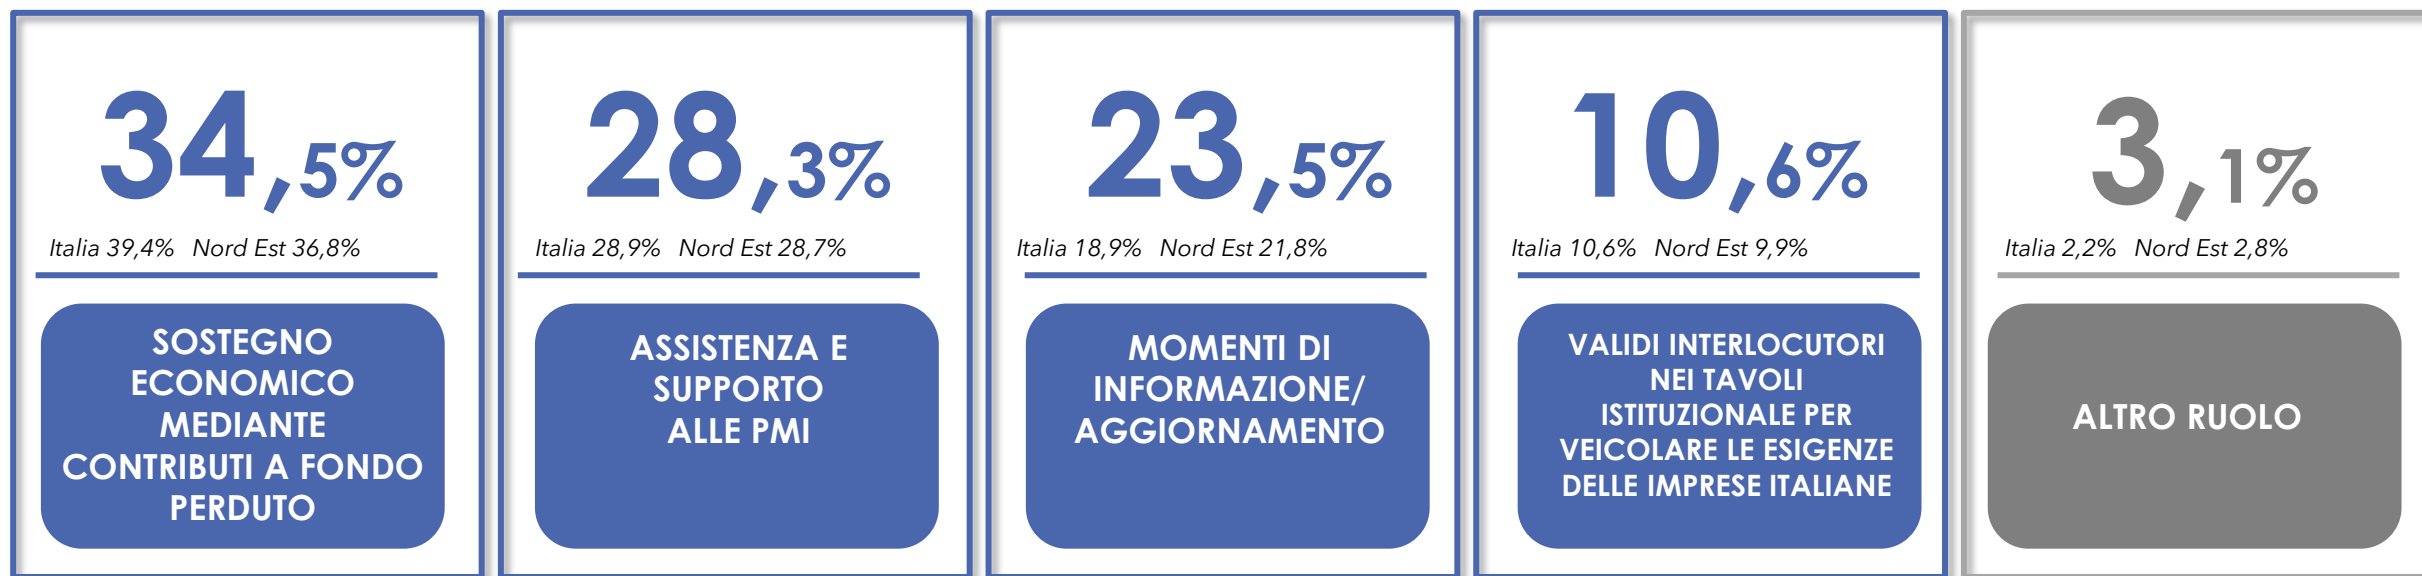 34,5%
Italia 39,4% Nord Est 36,8%
SOSTEGNO
ECONOMICO
MEDIANTE
CONTRIBUTI A FONDO
PERDUTO
28,3%
Italia 28,9% Nord Est 28,7%
ASSISTENZA E
SUPPORTO
ALLE PMI
23,5%
Italia 18,9% Nord Est 21,8%
MOMENTI DI
INFORMAZIONE/
AGGIORNAMENTO
10,6%
Italia 10,6% Nord Est 9,9%
VALIDI INTERLOCUTORI
NEI TAVOLI
ISTITUZIONALE PER
VEICOLARE LE ESIGENZE
DELLE IMPRESE ITALIANE
3,1%
Italia 2,2% Nord Est 2,8%
ALTRO RUOLO